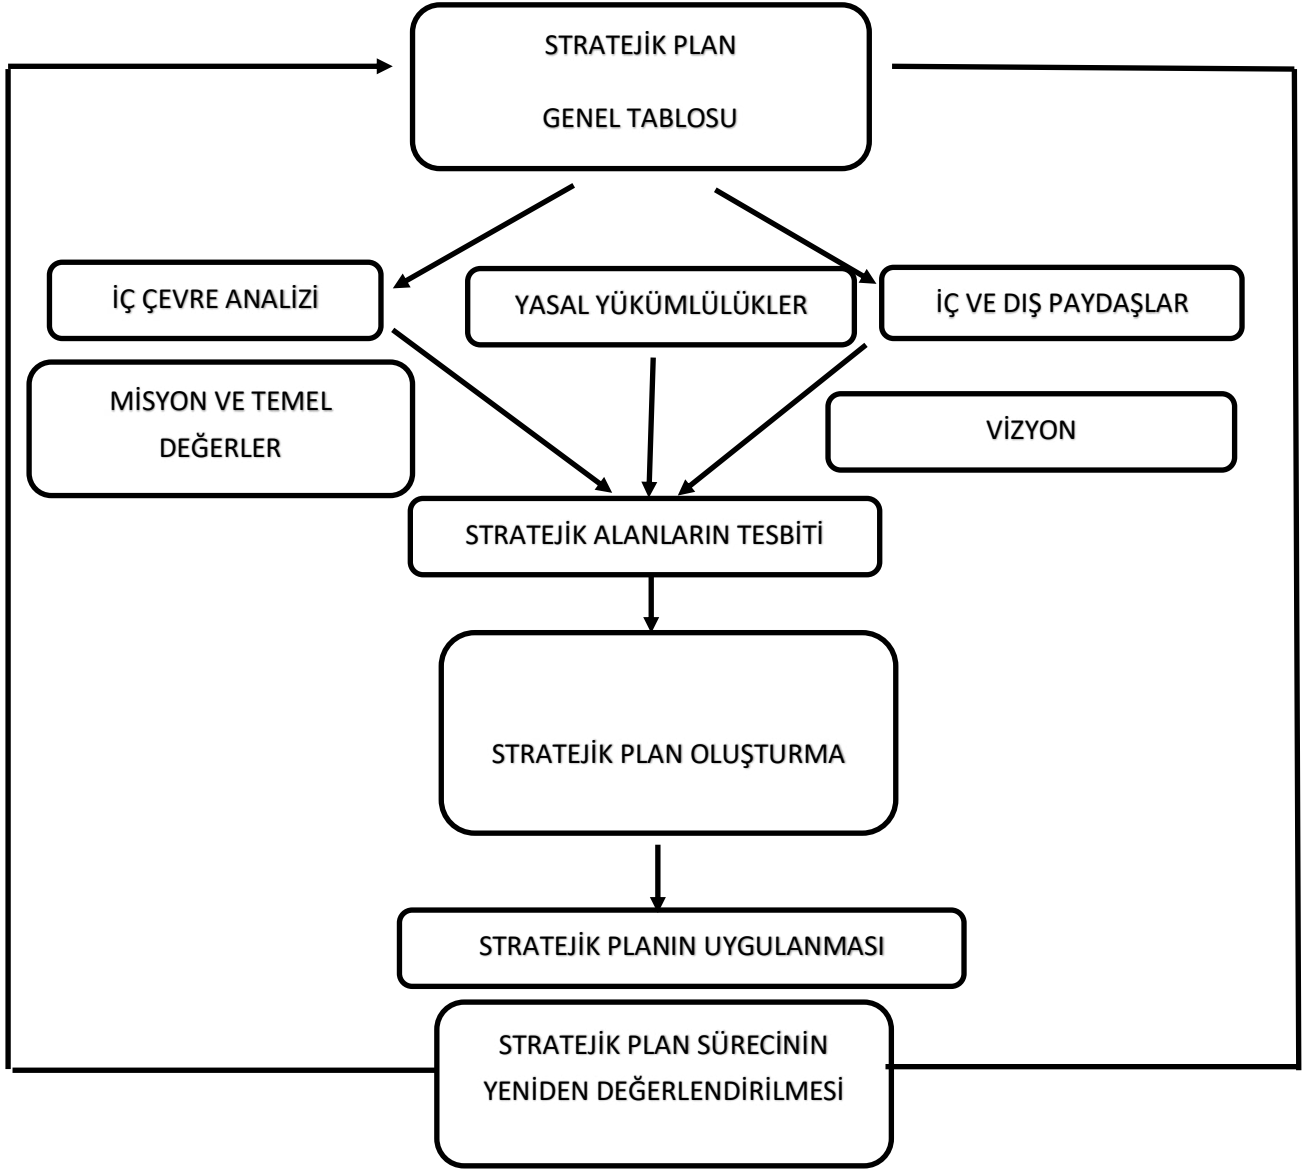 STRATEJİK PLAN
GENEL TABLOSU
İÇ ÇEVRE ANALİZİ
YASAL YÜKÜMLÜLÜKLER
İÇ VE DIŞ PAYDAŞLAR
MİSYON VE TEMEL
DEĞERLER
VİZYON
STRATEJİK ALANLARIN TESBİTİ
STRATEJİK PLAN OLUŞTURMA
STRATEJİK PLANIN UYGULANMASI
STRATEJİK PLAN SÜRECİNİN
YENİDEN DEĞERLENDİRİLMESİ